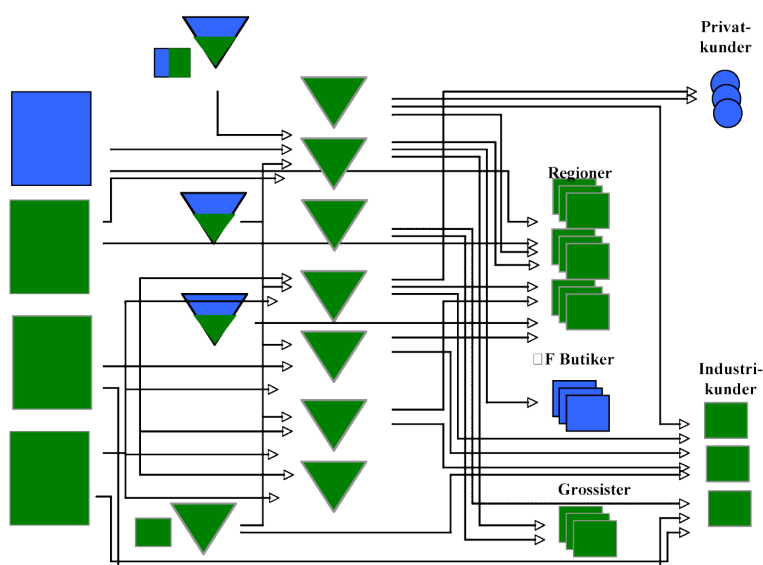 Privat-
kunder
Regioner
□F Butiker
Industri-
kunder
Grossister